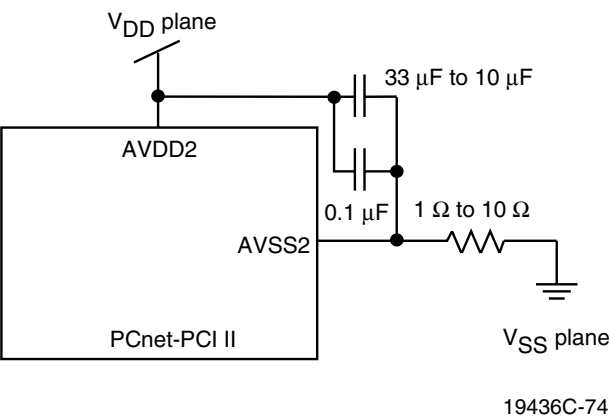 VDD plane
33 μF to 10 μF
AVDD2
0.1 μF
1 Ω to 10 Ω
AVSS2
PCnet-PCI II
VSS plane
19436C-74